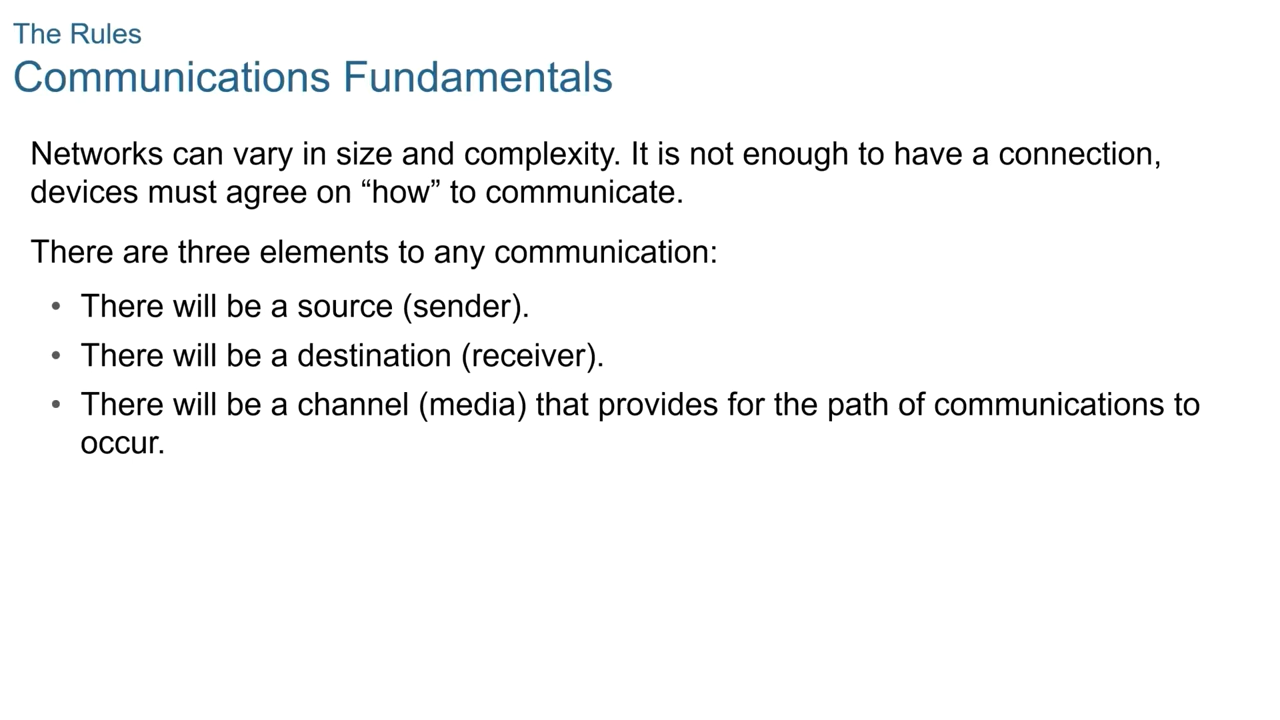 The Rules
Communications Fundamentals
Networks can vary in size and complexity. It is not enough to have a connection,
devices must agree on “how” to communicate.
There are three elements to any communication:
• There will be a source (sender).
• There will be a destination (receiver).
• There will be a channel (media) that provides for the path of communications to
occur.